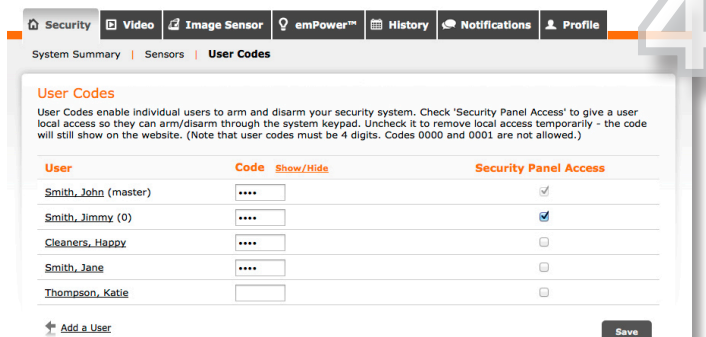 4
Security Video Image Sensor emPower™ History Notifications Profile
System Summary | Sensors | User Codes
User Codes
User Codes enable individual users to arm and disarm your security system. Check 'Security Panel Access' to give a user
local access so they can arm/disarm through the system keypad. Uncheck it to remove local access temporarily - the code
will still show on the website. (Note that user codes must be 4 digits. Codes 0000 and 0001 are not allowed.)
User Code Show/Hide Security Panel Access
Smith, John (master) ••••
Smith, Jimmy (0) ••••
Cleaners, Happy ••••
Smith, Jane ••••
Thompson, Katie
Add a User Save